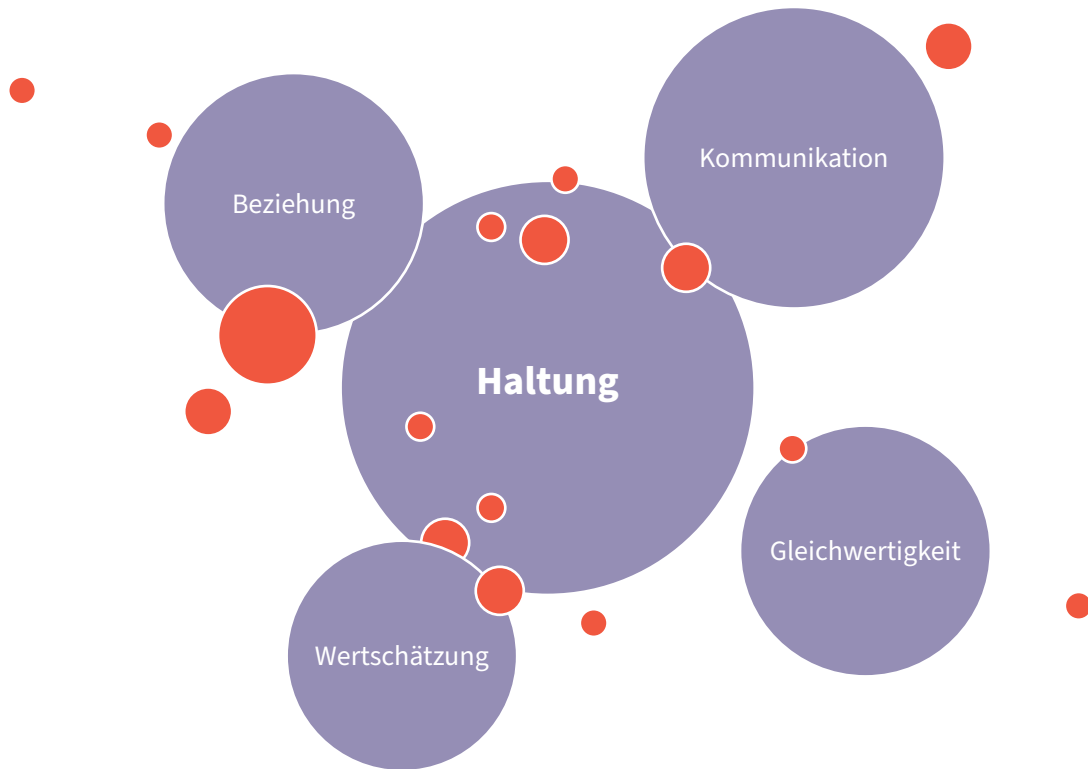 Kommunikation
Beziehung
Haltung
Gleichwertigkeit
Wertschätzung